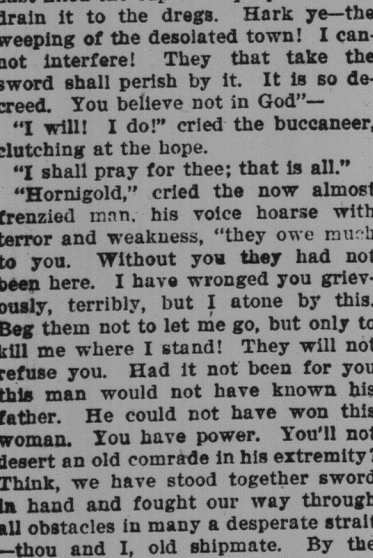 drain it to the dregs. Hark ye—the
weeping of the desolated town! I can-
not interfere! They that take the
sword shall perish by it. It is so de-
creed. You believe not in God"—
"I will! I do!" cried the buccaneer,
clutching at the hope.
"I shall pray for thee; that is all."
"Hornigold," cried the now almost
frenzied man, his voice hoarse with
terror and weakness, "they owe much
to you. Without you they had not
been here. I have wronged you griev-
ously, terribly, but I atone by this.
Beg them not to let me go, but only to
kill me where I stand! They will not
refuse you. Had it not been for you
this man would not have known his
father. He could not have won this
woman. You have power. You'll not
desert an old comrade in his extremity?
Think, we have stood together sword
in hand and fought our way through
all obstacles in many a desperate strait
—thou and I, old shipmate. By the